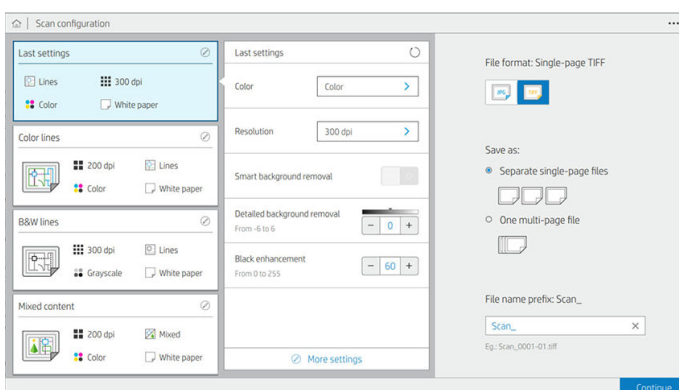 Scan configuration
Last settings
Lines
300 dpi
Color
White paper
Color lines
200 dpi
Lines
Color
White paper
B&W lines
300 dpi
Lines
Grayscale
White paper
Mixed content
200 dpi
Mixed
Color
White paper
Last settings
Color
Color
Resolution
300 dpi
Smart background removal
Detailed background removal
From -6 to 6
- 0 +
Black enhancement
From 0 to 255
- 60 +
More settings
File format: Single-page TIFF
JPG
TIFF
Save as:
Separate single-page files
One multi-page file
File name prefix: Scan_
Scan_
Eg.: Scan_0001-01.tiff
Continue